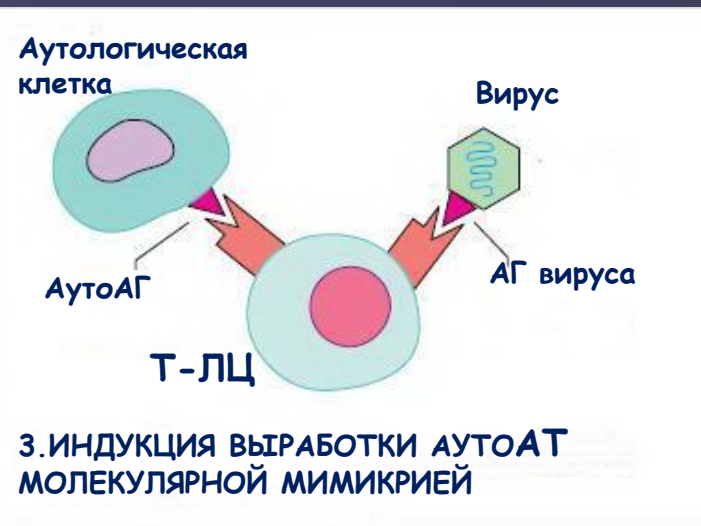 Аутологическая
клетка
Вирус
АутоАГ
АГ вируса
Т-ЛЦ
3.ИНДУКЦИЯ ВЫРАБОТКИ АУТОАТ
МОЛЕКУЛЯРНОЙ МИМИКРИЕЙ